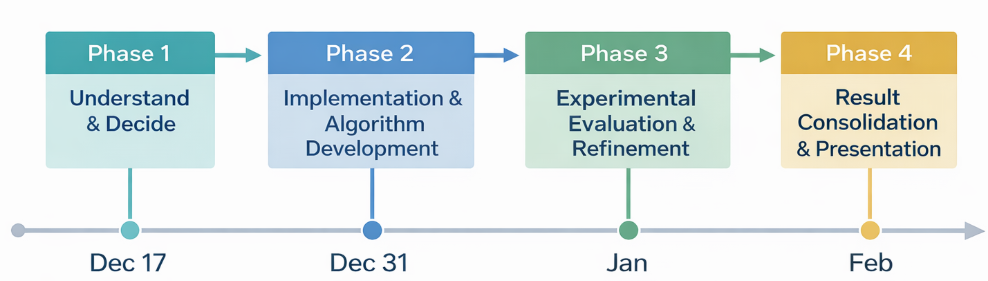 Phase 1
Understand
& Decide
Phase 2
Implementation &
Algorithm
Development
Phase 3
Experimental
Evaluation &
Refinement
Phase 4
Result
Consolidation
& Presentation
Dec 17
Dec 31
Jan
Feb